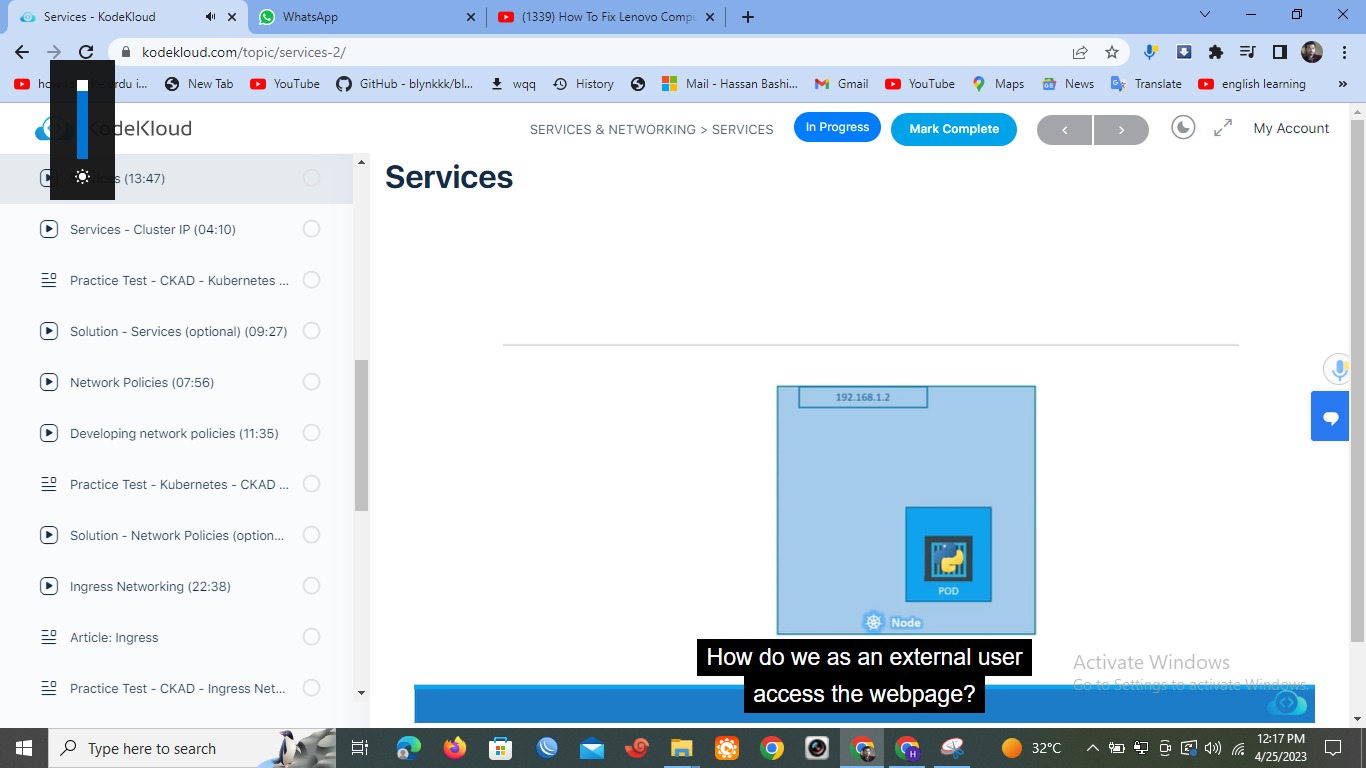 Services - KodeKloud
WhatsApp
(1339) How To Fix Lenovo Compu
kodekloud.com/topic/services-2/
urdu i...
New Tab
YouTube
GitHub - blynkkk/bl...
wqq
History
Mail - Hassan Bashi...
Gmail
YouTube
Maps
News
Translate
english learning
»
KodeKloud
SERVICES & NETWORKING > SERVICES
In Progress
Mark Complete
My Account
(13:47)
Services - Cluster IP (04:10)
Practice Test - CKAD - Kubernetes ...
Solution - Services (optional) (09:27)
Network Policies (07:56)
Developing network policies (11:35)
Practice Test - Kubernetes - CKAD ...
Solution - Network Policies (option...
Ingress Networking (22:38)
Article: Ingress
Practice Test - CKAD - Ingress Net...
Services
192.168.1.2
POD
Node
How do we as an external user
access the webpage?
Activate Windows
Go to Settings to activate Windows.
Type here to search
32°C
12:17 PM
4/25/2023